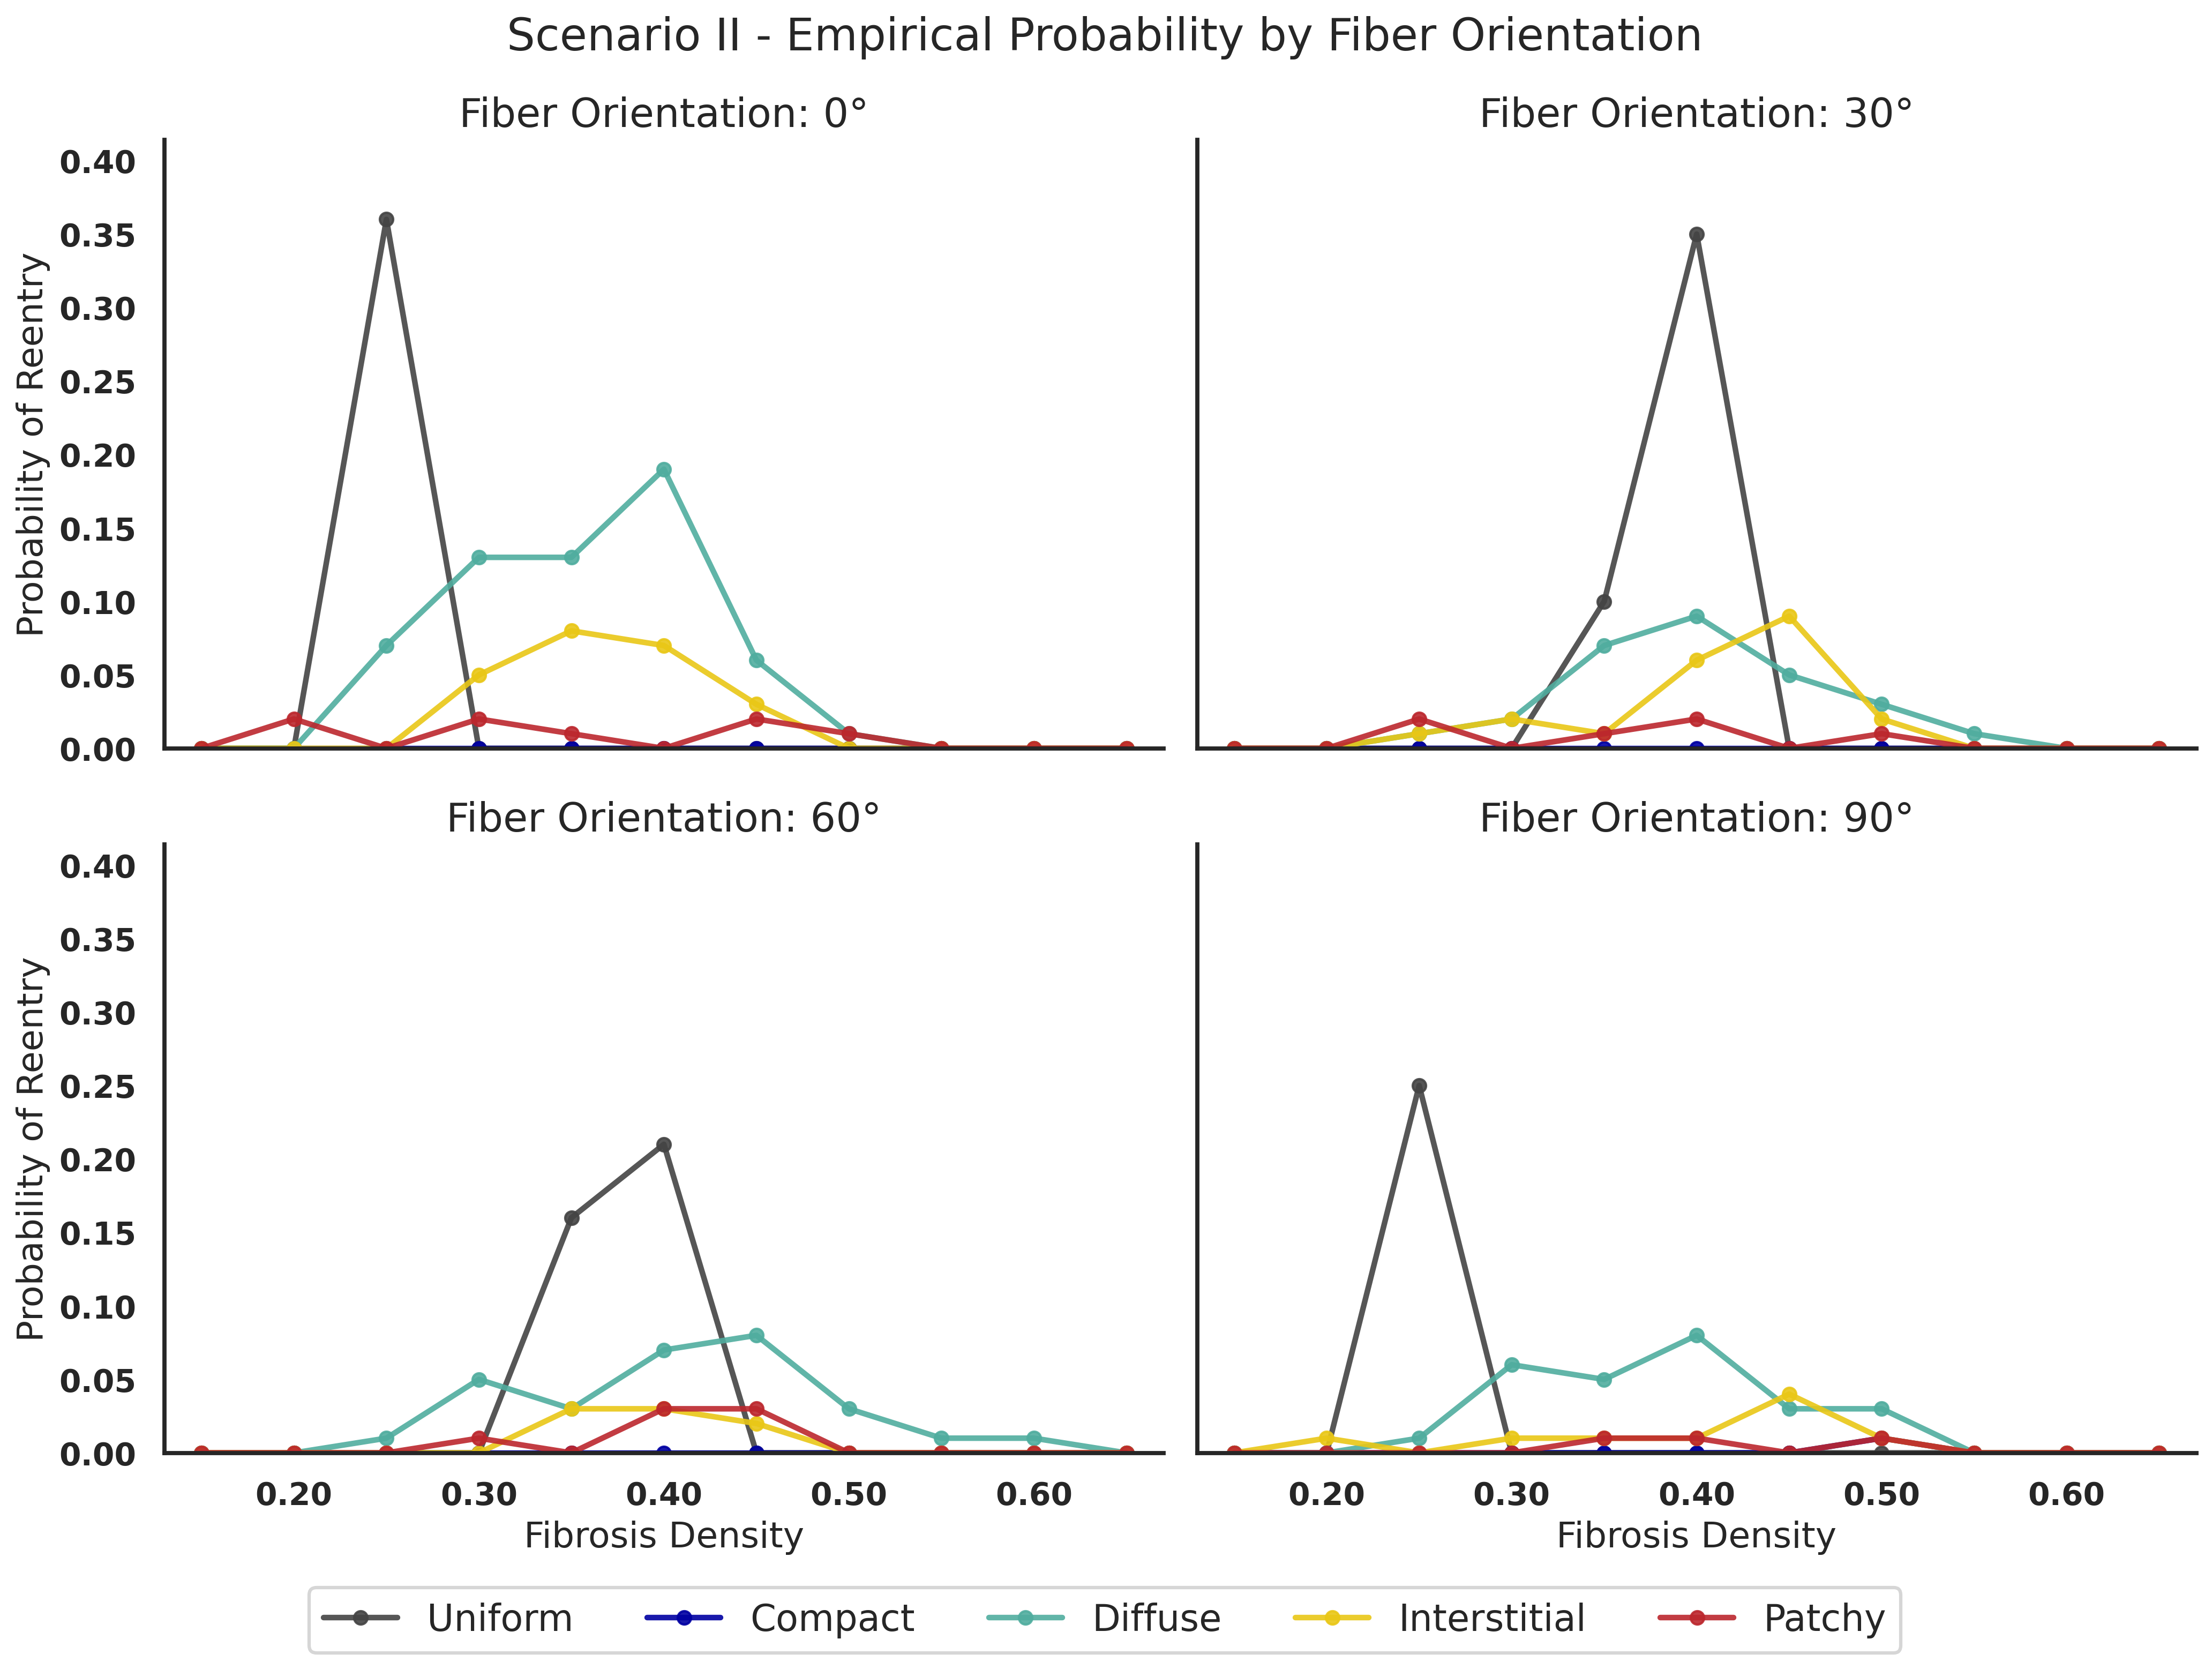 Scenario II - Empirical Probability by Fiber Orientation
Fiber Orientation: 0°
Fiber Orientation: 30°
Probability of Reentry
0.40
0.35
0.30
0.25
0.20
0.15
0.10
0.05
0.00
Fiber Orientation: 60°
Fiber Orientation: 90°
Probability of Reentry
0.40
0.35
0.30
0.25
0.20
0.15
0.10
0.05
0.00
0.20 0.30 0.40 0.50 0.60
0.20 0.30 0.40 0.50 0.60
Fibrosis Density
Fibrosis Density
Uniform Compact Diffuse Interstitial Patchy